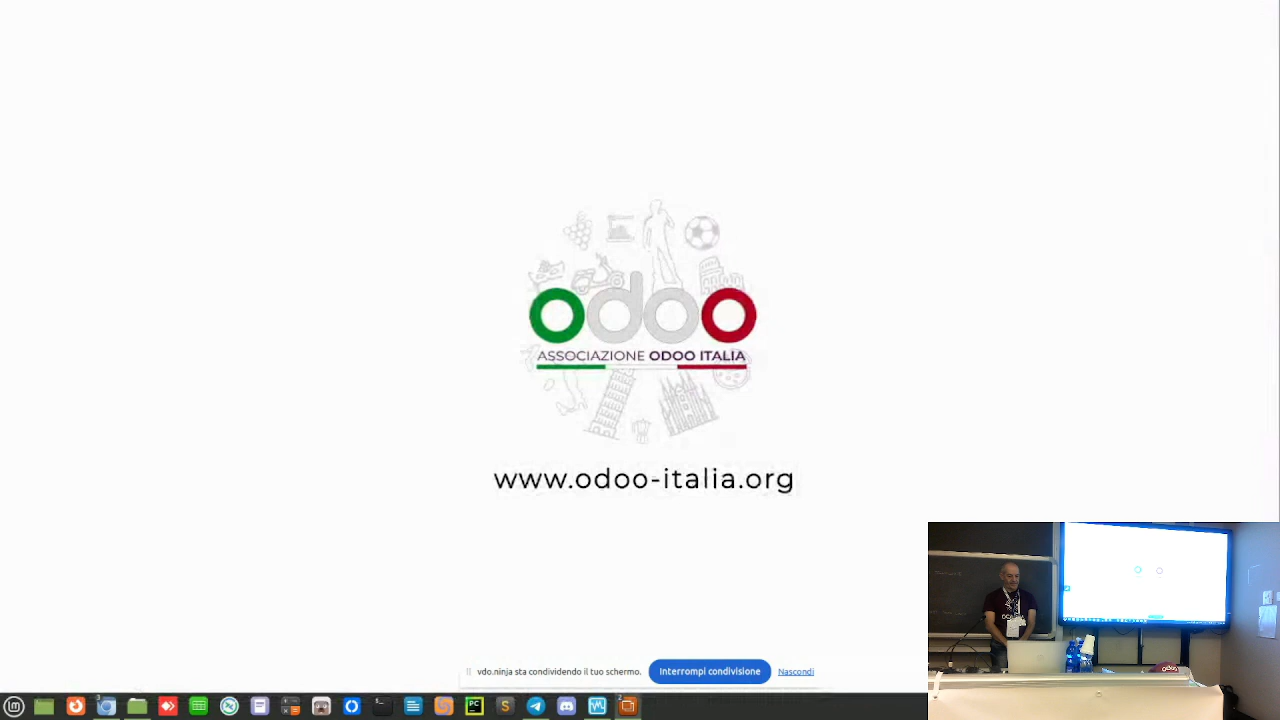 odoo
ASSOCIAZIONE ODOO ITALIA
www.odoo-italia.org
vdo.ninja sta condividendo il tuo schermo.
Interrompi condivisione
Nascondi